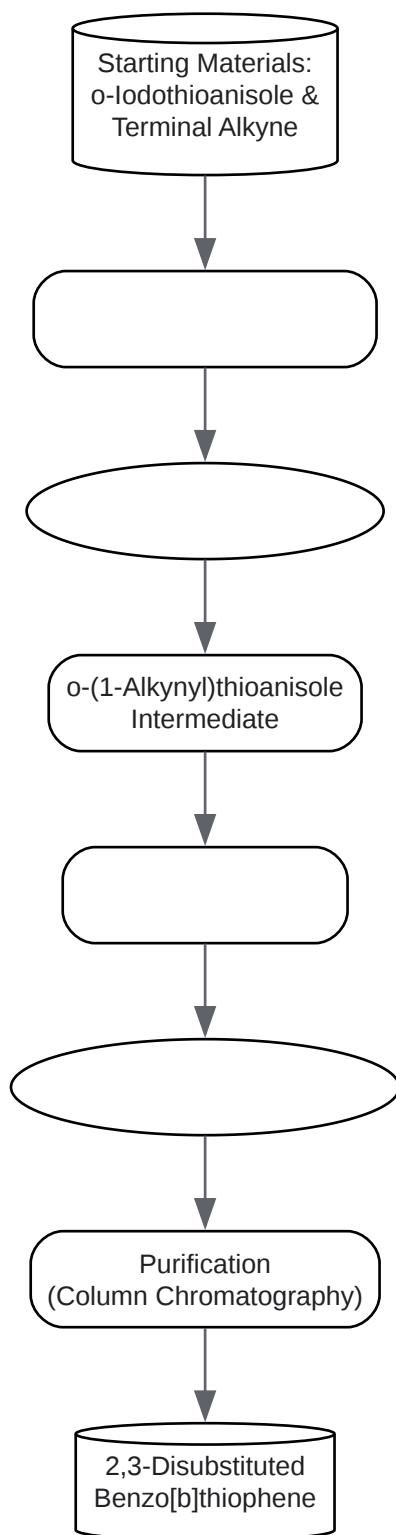 Starting Materials:
o-Iodothioanisole &
Terminal Alkyne
o-(1-Alkynyl)thioanisole
Intermediate
Purification
(Column Chromatography)
2,3-Disubstituted
Benzo[b]thiophene